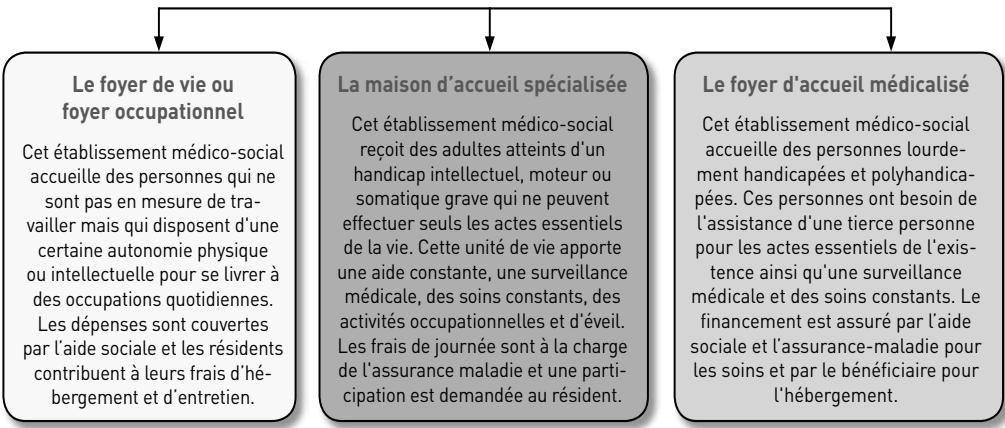 Le foyer de vie ou
foyer occupationnel
Cet établissement médico-social
accueille des personnes qui ne
sont pas en mesure de tra-
vailler mais qui disposent d'une
certaine autonomie physique
ou intellectuelle pour se livrer à
des occupations quotidiennes.
Les dépenses sont couvertes
par l’aide sociale et les résidents
contribuent à leurs frais d’hé-
bergement et d’entretien.
La maison d’accueil spécialisée
Cet établissement médico-social
reçoit des adultes atteints d'un
handicap intellectuel, moteur ou
somatique grave qui ne peuvent
effectuer seuls les actes essentiels
de la vie. Cette unité de vie apporte
une aide constante, une surveillance
médicale, des soins constants, des
activités occupationnelles et d'éveil.
Les frais de journée sont à la charge
de l'assurance maladie et une parti-
cipation est demandée au résident.
Le foyer d'accueil médicalisé
Cet établissement médico-social
accueille des personnes lourde-
ment handicapées et polyhandica-
pées. Ces personnes ont besoin de
l'assistance d'une tierce personne
pour les actes essentiels de l'exis-
tence ainsi qu'une surveillance
médicale et des soins constants. Le
financement est assuré par l’aide
sociale et l’assurance-maladie pour
les soins et par le bénéficiaire pour
l'hébergement.